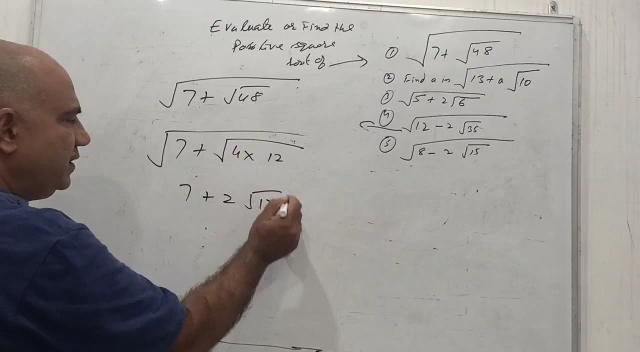 Evaluate or Find the
Positive square
root of →
① √(7 + √48)
② Find a in √(13 + a √10)
③ √(5 + 2√6)
④ √(12 - 2 √35)
⑤ √(8 - 2 √15)
√(7 + √48)
√(7 + √(4 x 12))
7 + 2 √12